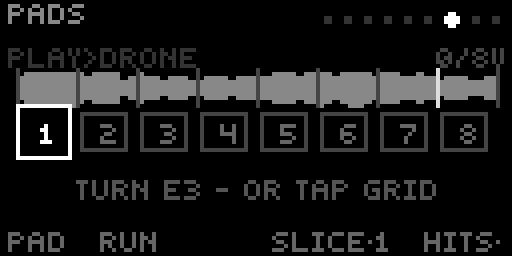 PADS
PLAY>DRONE 0/8V
1 2 3 4 5 6 7 8
TURN E3 - OR TAP GRID
PAD RUN SLICE·1 HITS·